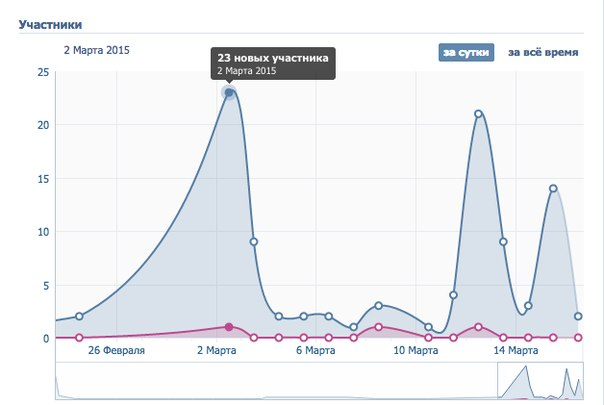 Участники
2 Марта 2015
за сутки
за всё время
23 новых участника
2 Марта 2015
25
20
15
10
5
0
26 Февраля
2 Марта
6 Марта
10 Марта
14 Марта